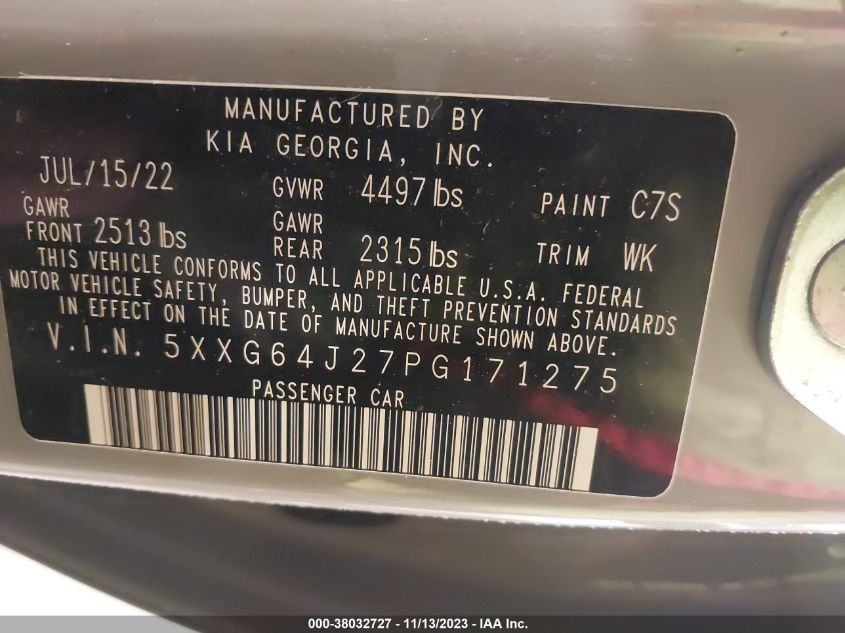 MANUFACTURED BY
KIA GEORGIA, INC.
JUL/15/22 GVWR 4497 lbs PAINT C7S
GAWR FRONT 2513 lbs GAWR REAR 2315 lbs TRIM WK
THIS VEHICLE CONFORMS TO ALL APPLICABLE U.S.A. FEDERAL
MOTOR VEHICLE SAFETY, BUMPER, AND THEFT PREVENTION STANDARDS
IN EFFECT ON THE DATE OF MANUFACTURE SHOWN ABOVE.
V.I.N. 5XXG64J27PG171275
PASSENGER CAR
000-38032727 - 11/13/2023 - IAA Inc.